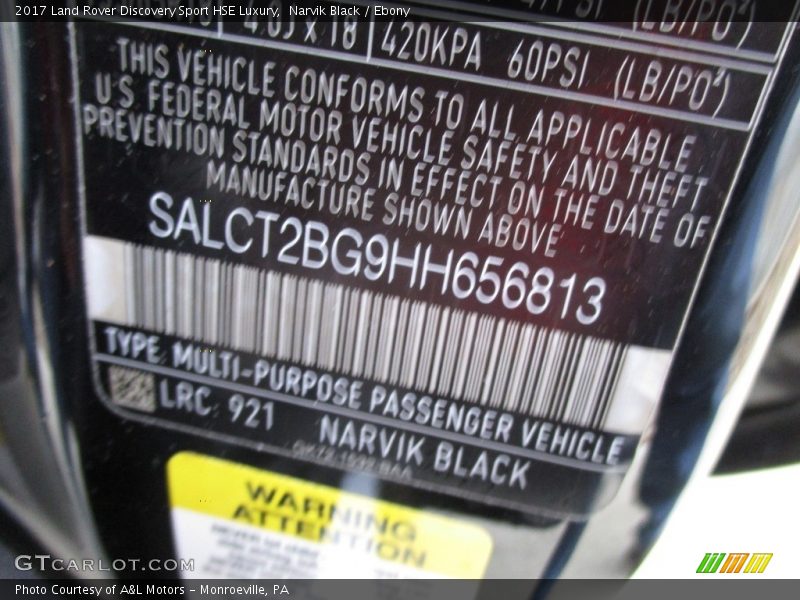 2017 Land Rover Discovery Sport HSE Luxury, Narvik Black / Ebony
420KPA 60PSI (LB/PO²)
THIS VEHICLE CONFORMS TO ALL APPLICABLE
U.S FEDERAL MOTOR VEHICLE SAFETY AND THEFT
PREVENTION STANDARDS IN EFFECT ON THE DATE OF
MANUFACTURE SHOWN ABOVE
SALCT2BG9HH656813
TYPE: MULTI-PURPOSE PASSENGER VEHICLE
LRC: 921
NARVIK BLACK
WARNING
ATTENTION
GTCARLOT.COM
Photo Courtesy of A&L Motors - Monroeville, PA